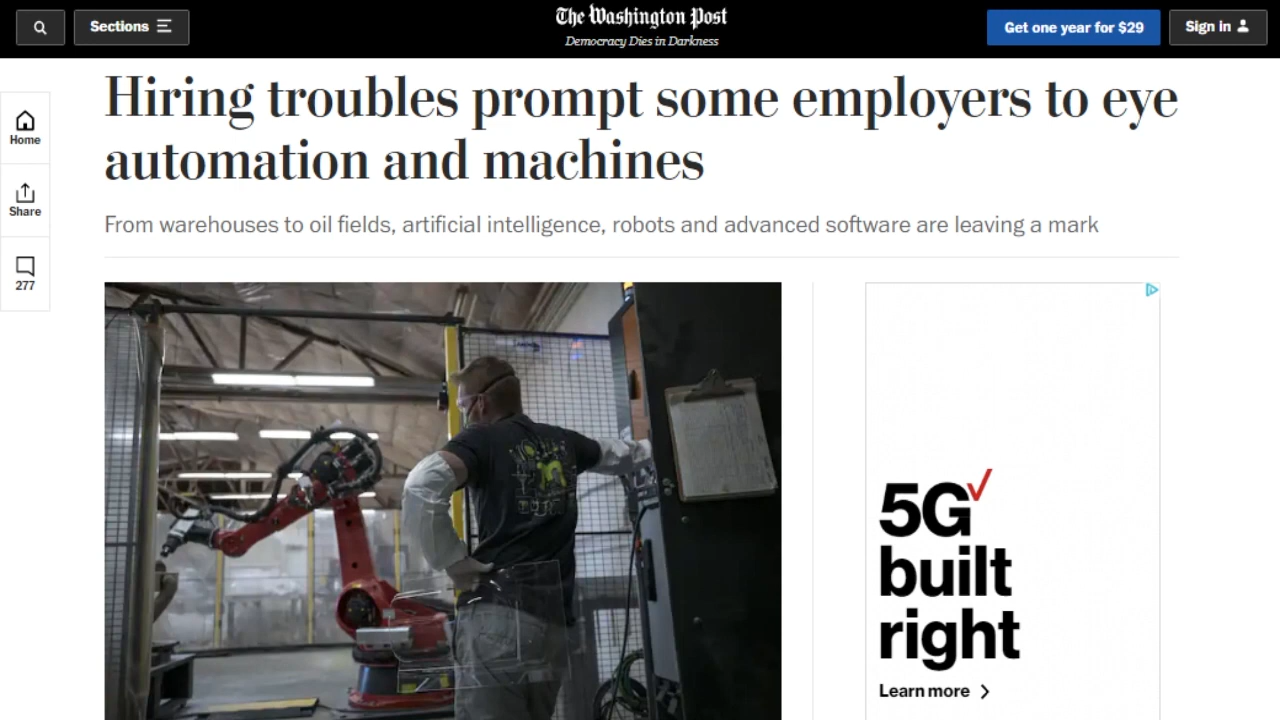 Sections
The Washington Post
Democracy Dies in Darkness
Get one year for $29
Sign in
Hiring troubles prompt some employers to eye
automation and machines
From warehouses to oil fields, artificial intelligence, robots and advanced software are leaving a mark
Home
Share
277
5G
built
right
Learn more